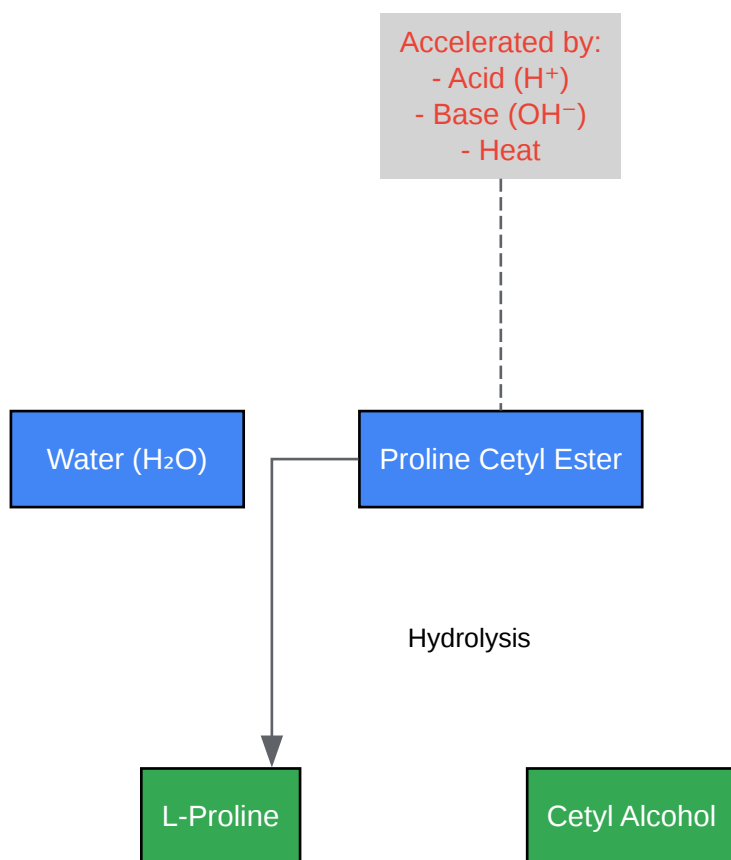 Accelerated by:
- Acid (H⁺)
- Base (OH⁻)
- Heat
Water (H₂O)
Proline Cetyl Ester
Hydrolysis
L-Proline
Cetyl Alcohol